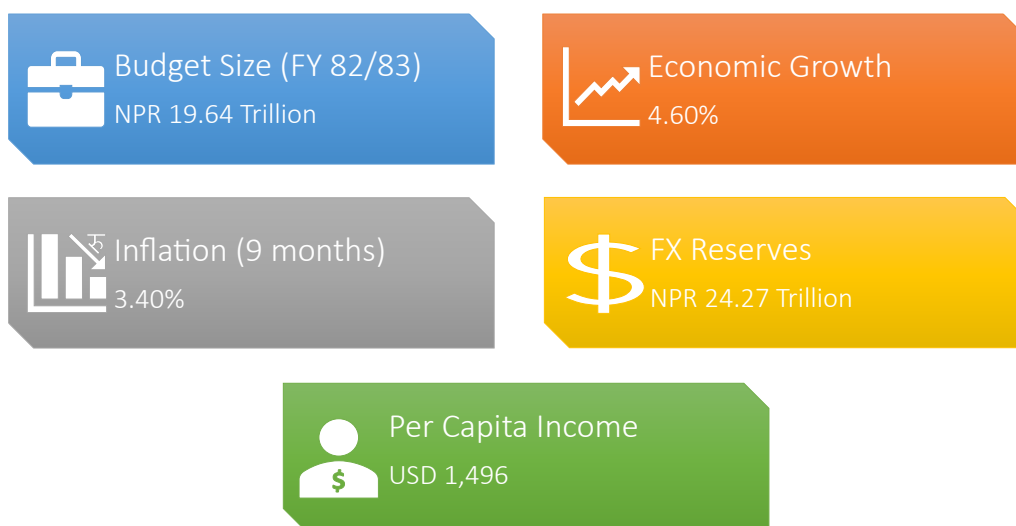 Budget Size (FY 82/83)
NPR 19.64 Trillion
Economic Growth
4.60%
Inflation (9 months)
3.40%
FX Reserves
NPR 24.27 Trillion
Per Capita Income
USD 1,496